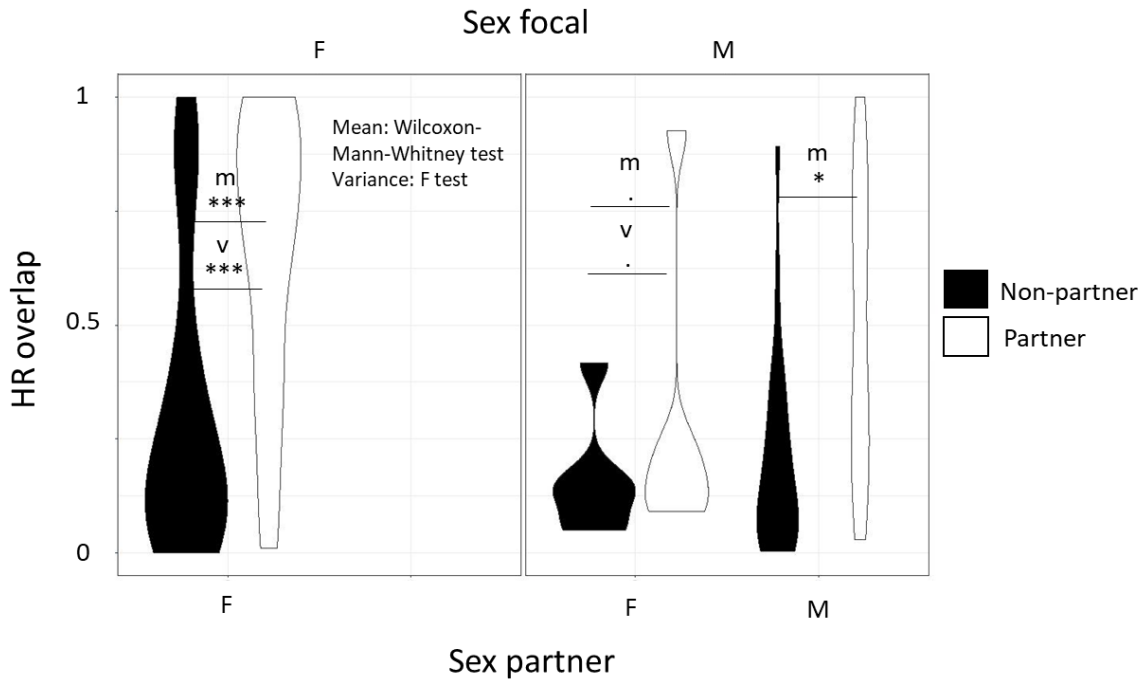 Sex focal
F
M
1
Mean: Wilcoxon-
Mann-Whitney test
Variance: F test
m
***
v
***
m
.
v
.
m
*
HR overlap
0.5
0
Non-partner
Partner
F
F
M
Sex partner